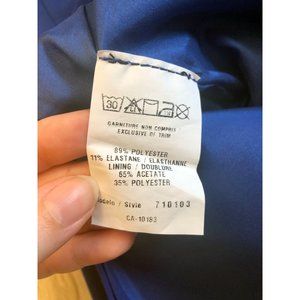 30
GARNITURE NON COMPRIS
EXCLUSIVE OF TRIM
89% POLYESTER
11% ELASTANE / ELASTHANNE
LINING / DOUBLURE
65% ACETATE
35% POLYESTER
Modelo / Style 710103
CA-10183